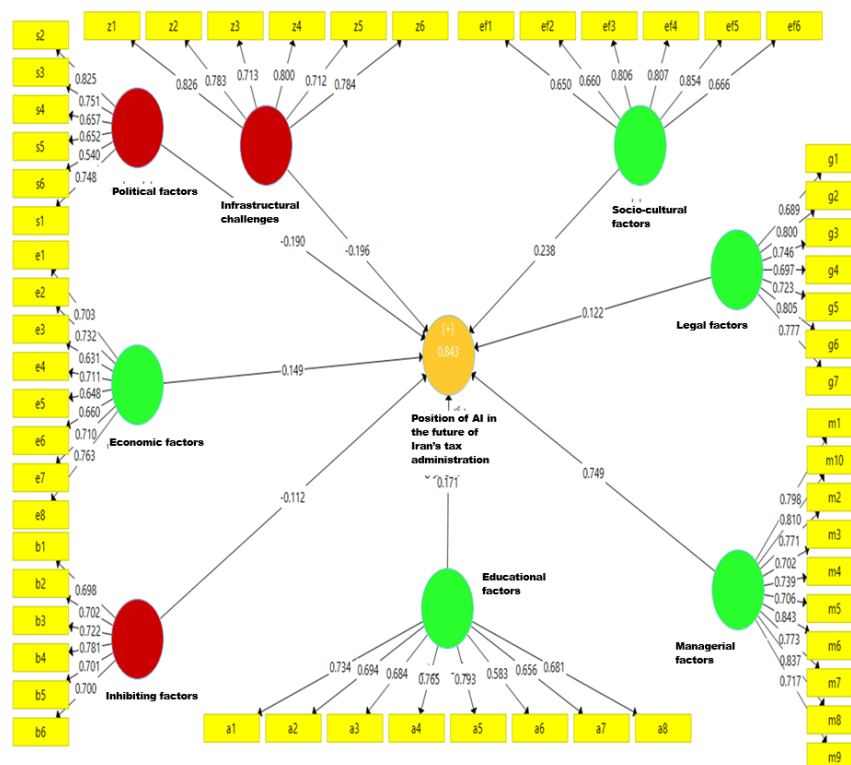 z1
z2
z3
z4
z5
z6
ef1
ef2
ef3
ef4
ef5
ef6
s2
s3
s4
s5
s6
s1
0.825
0.751
0.657
0.652
0.540
0.748
0.826
0.783
0.713
0.800
0.712
0.784
0.650
0.660
0.806
0.807
0.854
0.666
Political factors
Infrastructural
challenges
Socio-cultural
factors
g1
g2
g3
g4
g5
g6
g7
0.689
0.800
0.746
0.697
0.723
0.805
0.777
Legal factors
-0.190
-0.196
0.238
0.122
e1
e2
e3
e4
e5
e6
e7
e8
0.703
0.732
0.631
0.711
0.648
0.660
0.710
0.763
Economic factors
0.149
[+]
0.843
Position of AI in
the future of
Iran's tax
administration
-0.112
0.749
b1
b2
b3
b4
b5
b6
0.698
0.702
0.722
0.781
0.701
0.700
Inhibiting factors
Educational
factors
0.734
0.694
0.684
0.765
0.793
0.583
0.656
0.681
a1
a2
a3
a4
a5
a6
a7
a8
m1
m10
m2
m3
m4
m5
m6
m7
m8
m9
0.798
0.810
0.771
0.702
0.739
0.706
0.843
0.773
0.837
0.717
Managerial
factors